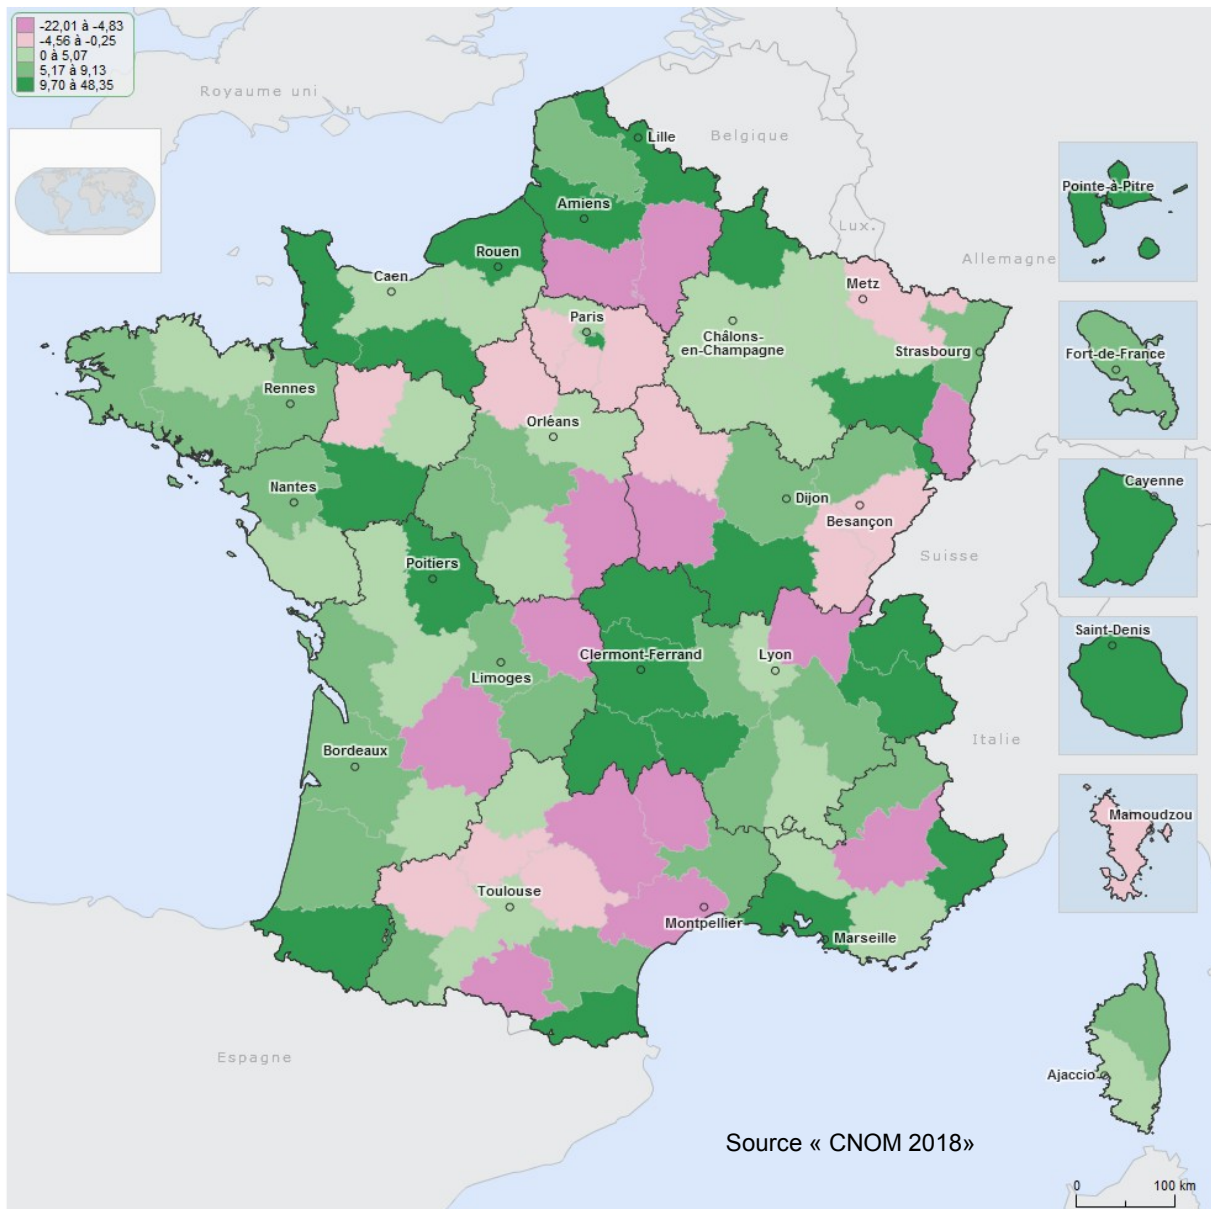 -22,01 à -4,83
-4,56 à -0,25
0 à 5,07
5,17 à 9,13
9,70 à 48,35
Royaume uni
Belgique
Lux.
Allemagne
Suisse
Italie
Espagne
Lille
Amiens
Rouen
Caen
Metz
Paris
Châlons-
en-Champagne
Strasbourg
Rennes
Orléans
Nantes
Dijon
Besançon
Poitiers
Clermont-Ferrand
Lyon
Limoges
Bordeaux
Toulouse
Montpellier
Marseille
Pointe-à-Pitre
Fort-de-France
Cayenne
Saint-Denis
Mamoudzou
Ajaccio
Source « CNOM 2018»
0 100 km